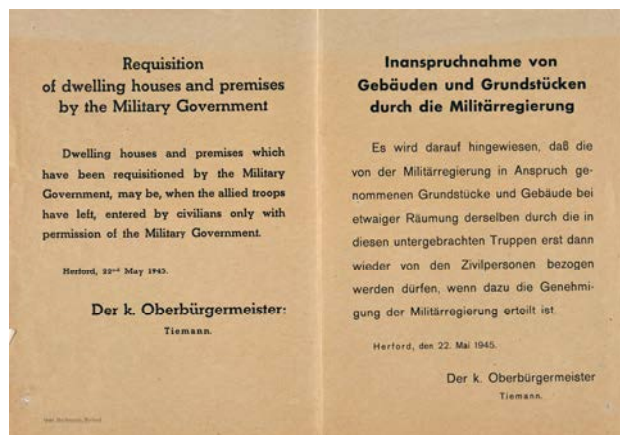 Requisition
of dwelling houses and premises
by the Military Government
Dwelling houses and premises which
have been requisitioned by the Military
Government, may be, when the allied troops
have left, entered by civilians only with
permission of the Military Government.
Herford, 22nd May 1945.
Der k. Oberbürgermeister:
Tiemann.
Inanspruchnahme von
Gebäuden und Grundstücken
durch die Militärregierung
Es wird darauf hingewiesen, daß die
von der Militärregierung in Anspruch ge-
nommenen Grundstücke und Gebäude bei
etwaiger Räumung derselben durch die in
diesen untergebrachten Truppen erst dann
wieder von den Zivilpersonen bezogen
werden dürfen, wenn dazu die Genehmi-
gung der Militärregierung erteilt ist.
Herford, den 22. Mai 1945.
Der k. Oberbürgermeister
Tiemann.